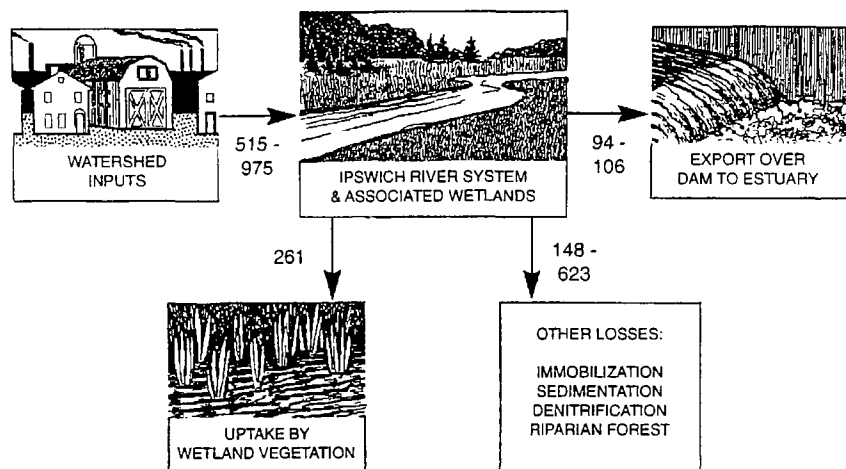 WATERSHED
INPUTS
515 -
975
IPSWICH RIVER SYSTEM
& ASSOCIATED WETLANDS
94 -
106
EXPORT OVER
DAM TO ESTUARY
261
148 -
623
UPTAKE BY
WETLAND VEGETATION
OTHER LOSSES:
IMMOBILIZATION
SEDIMENTATION
DENITRIFICATION
RIPARIAN FOREST